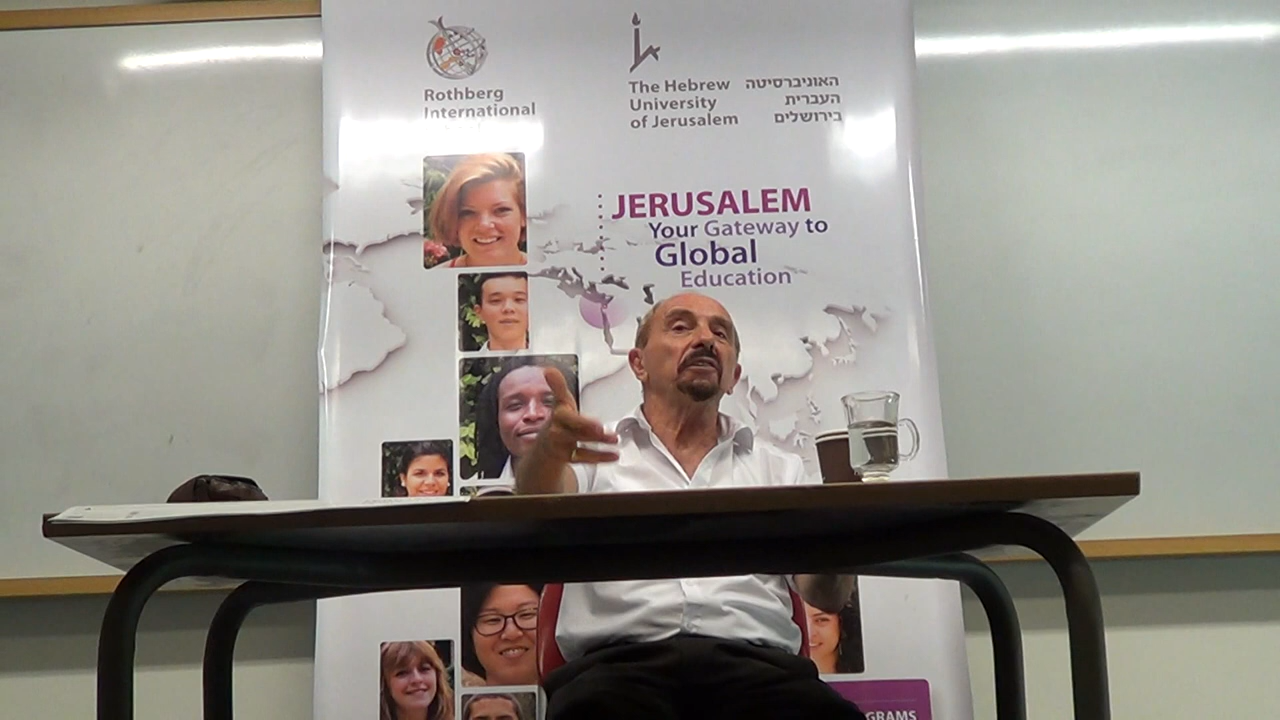 Rothberg
International
The Hebrew
University
of Jerusalem
האוניברסיטה
העברית
בירושלים
JERUSALEM
Your Gateway to
Global
Education